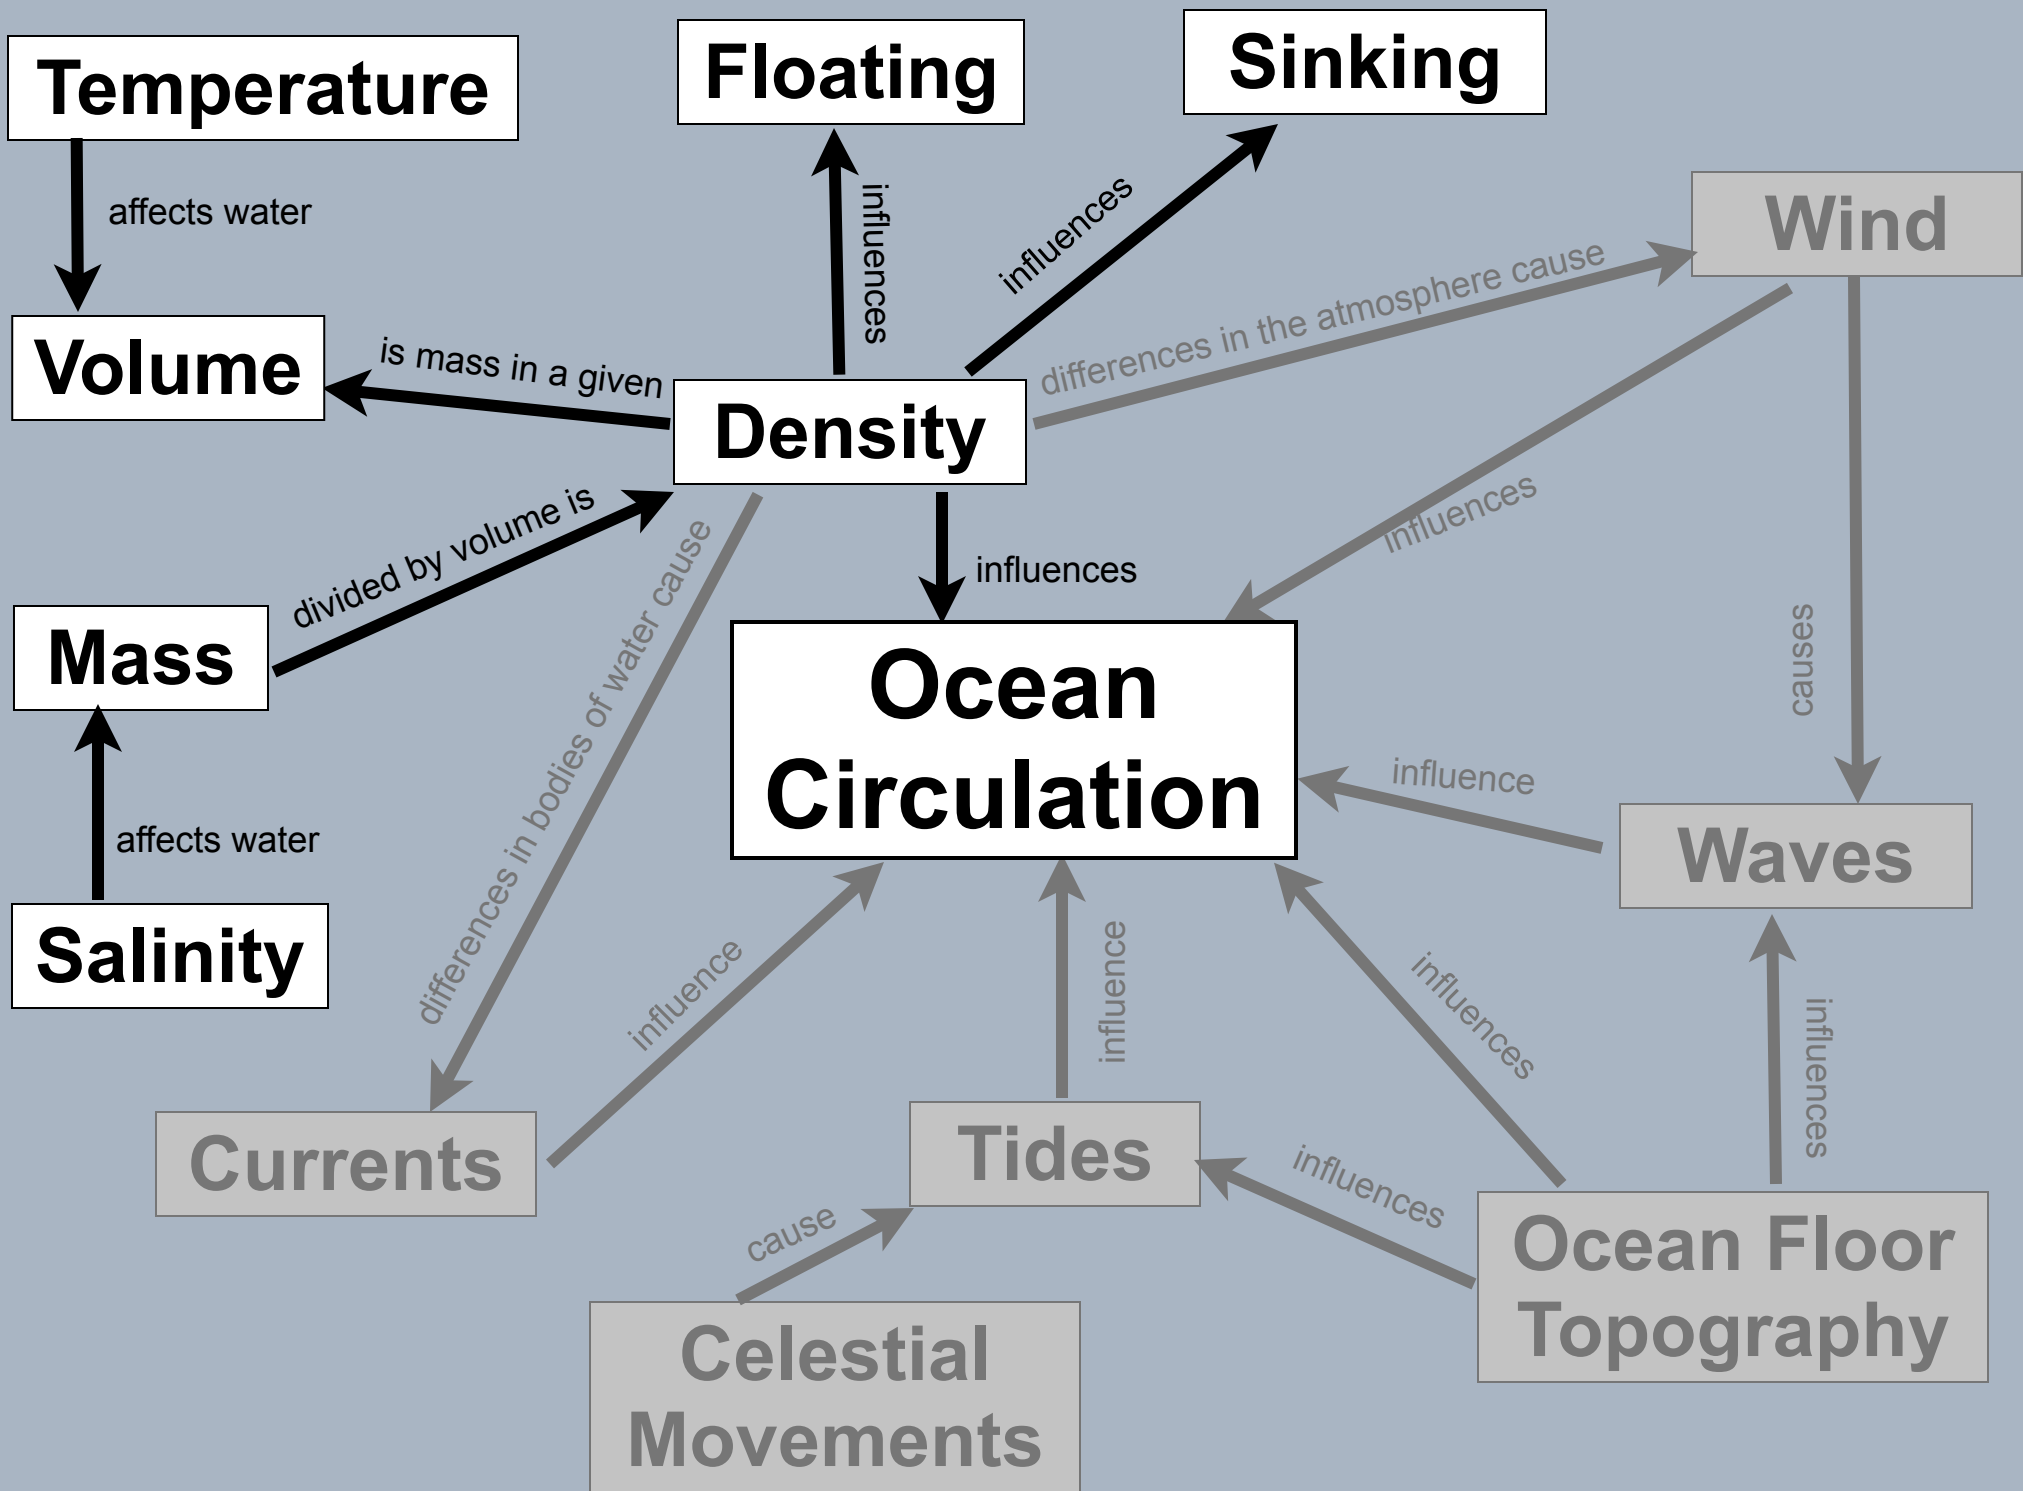 Temperature
Floating
Sinking
affects water
influences
influences
Wind
differences in the atmosphere cause
Volume
is mass in a given
Density
influences
divided by volume is
influences
differences in bodies of water cause
causes
Mass
Ocean
Circulation
influence
affects water
Waves
Salinity
influence
influence
influences
influences
Currents
Tides
influences
cause
Ocean Floor
Topography
Celestial
Movements